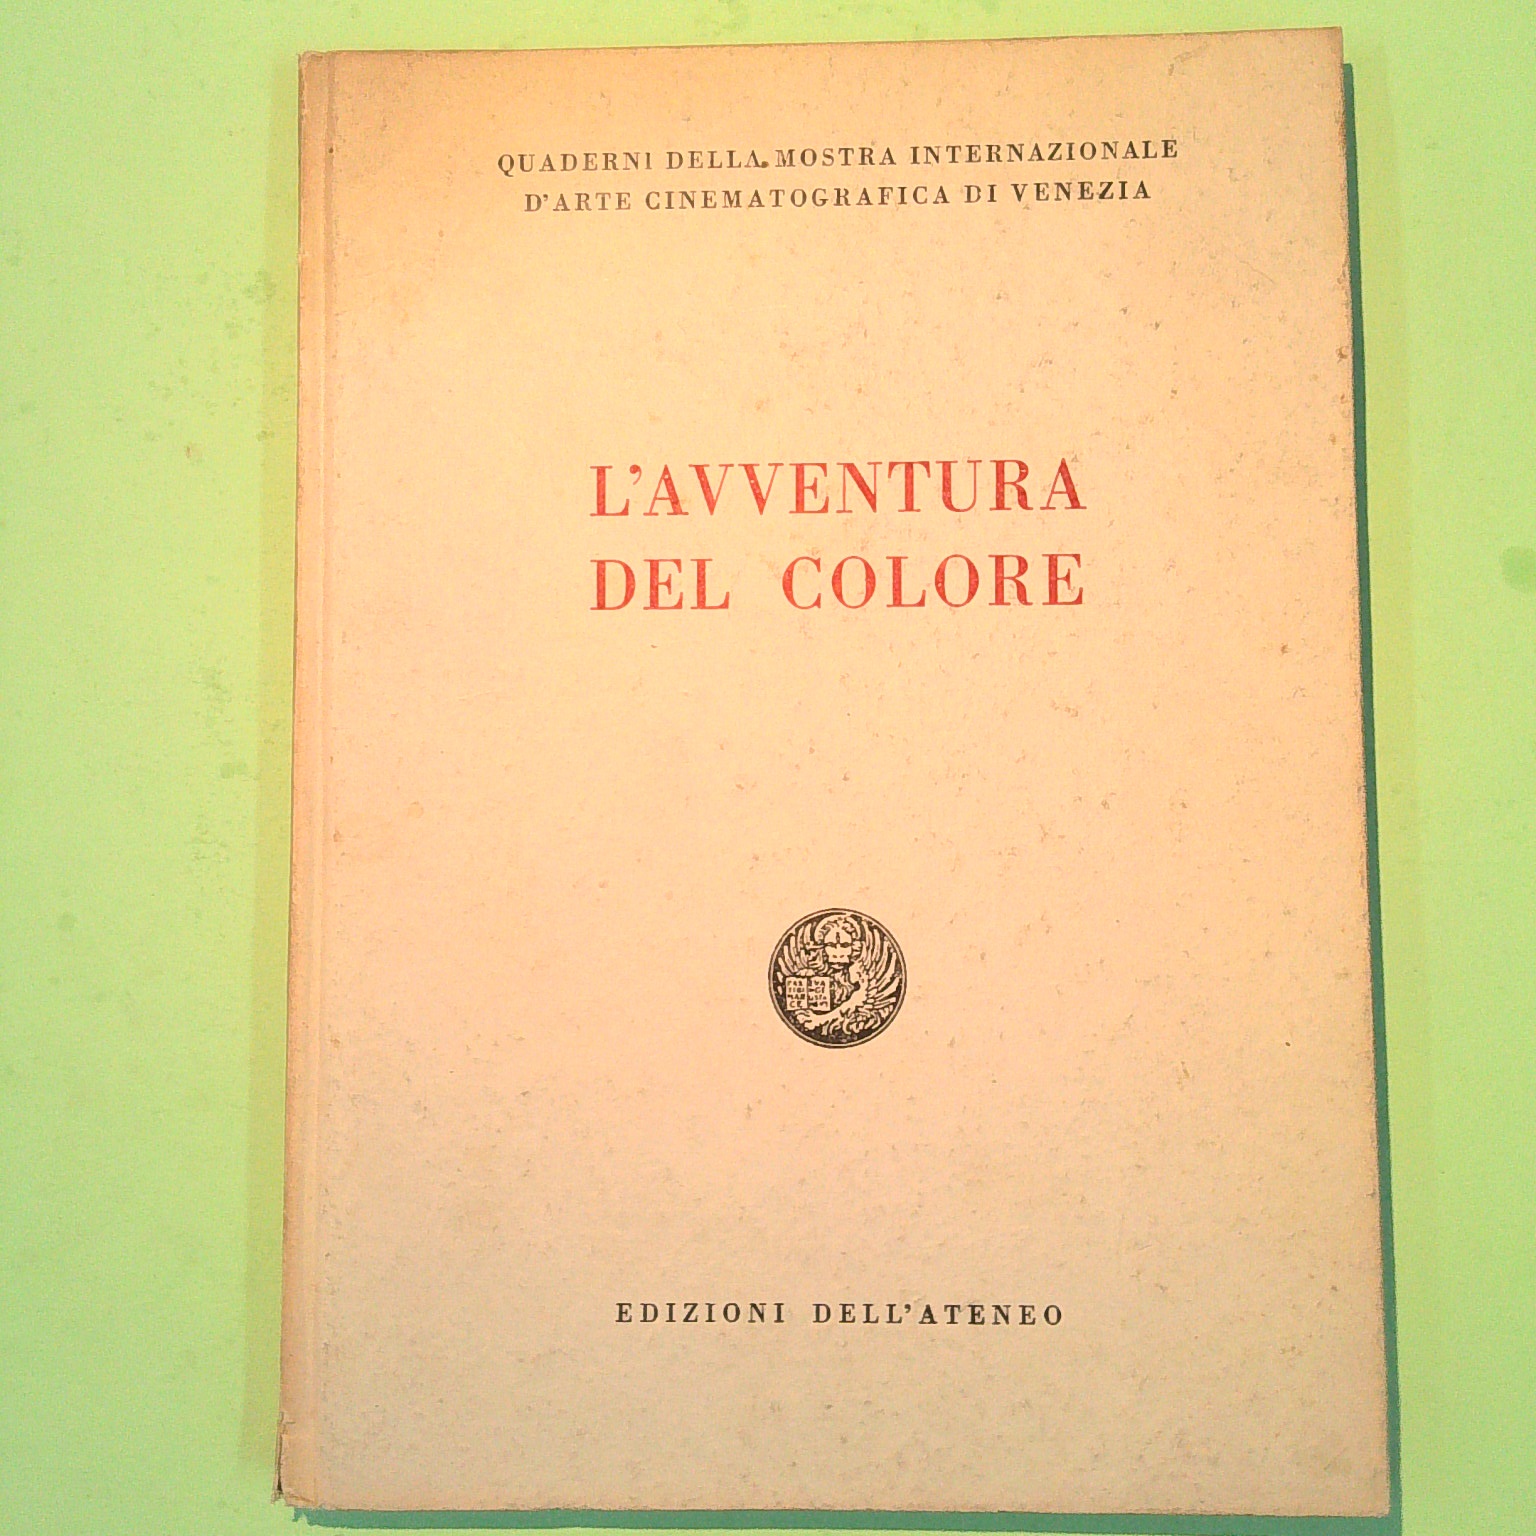 QUADERNI DELLA MOSTRA INTERNAZIONALE
D'ARTE CINEMATOGRAFICA DI VENEZIA
L'AVVENTURA
DEL COLORE
EDIZIONI DELL'ATENEO